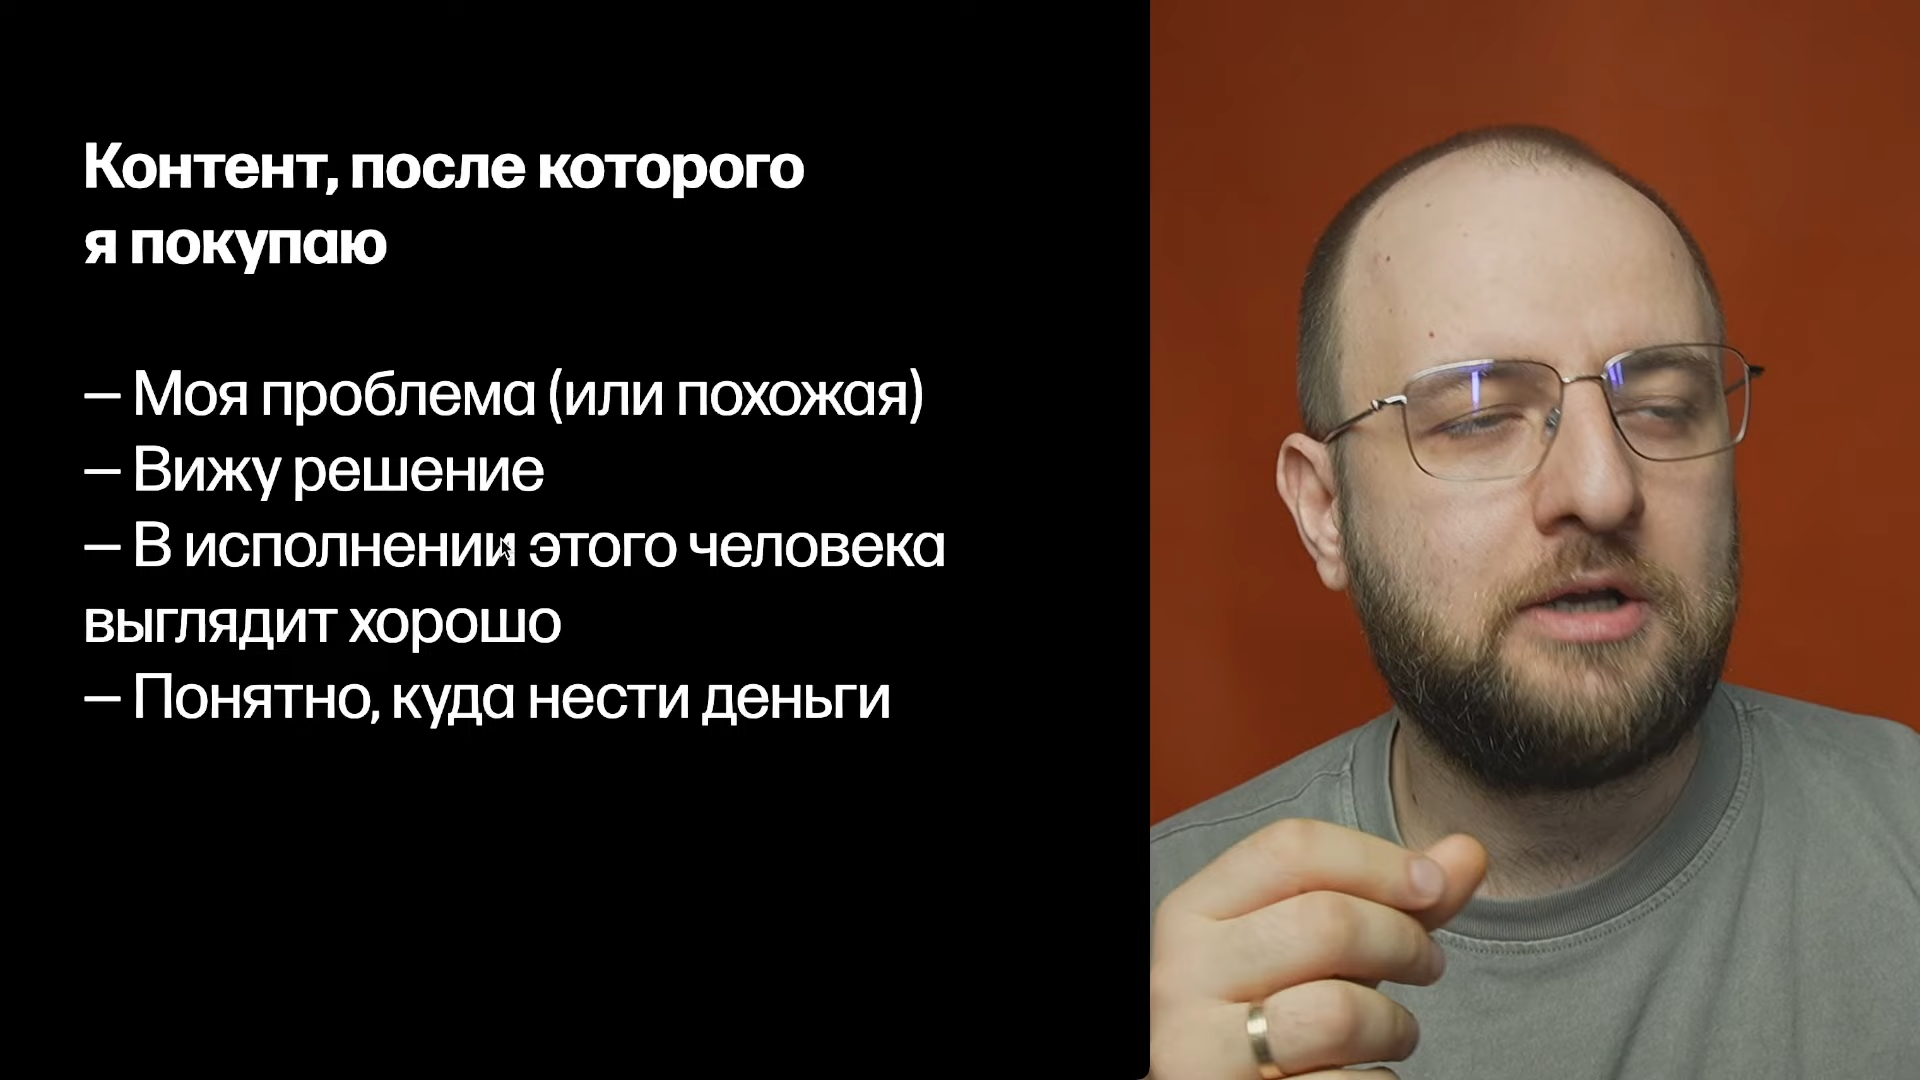 Контент, после которого
я покупаю
– Моя проблема (или похожая)
– Вижу решение
– В исполнении этого человека
выглядит хорошо
– Понятно, куда нести деньги